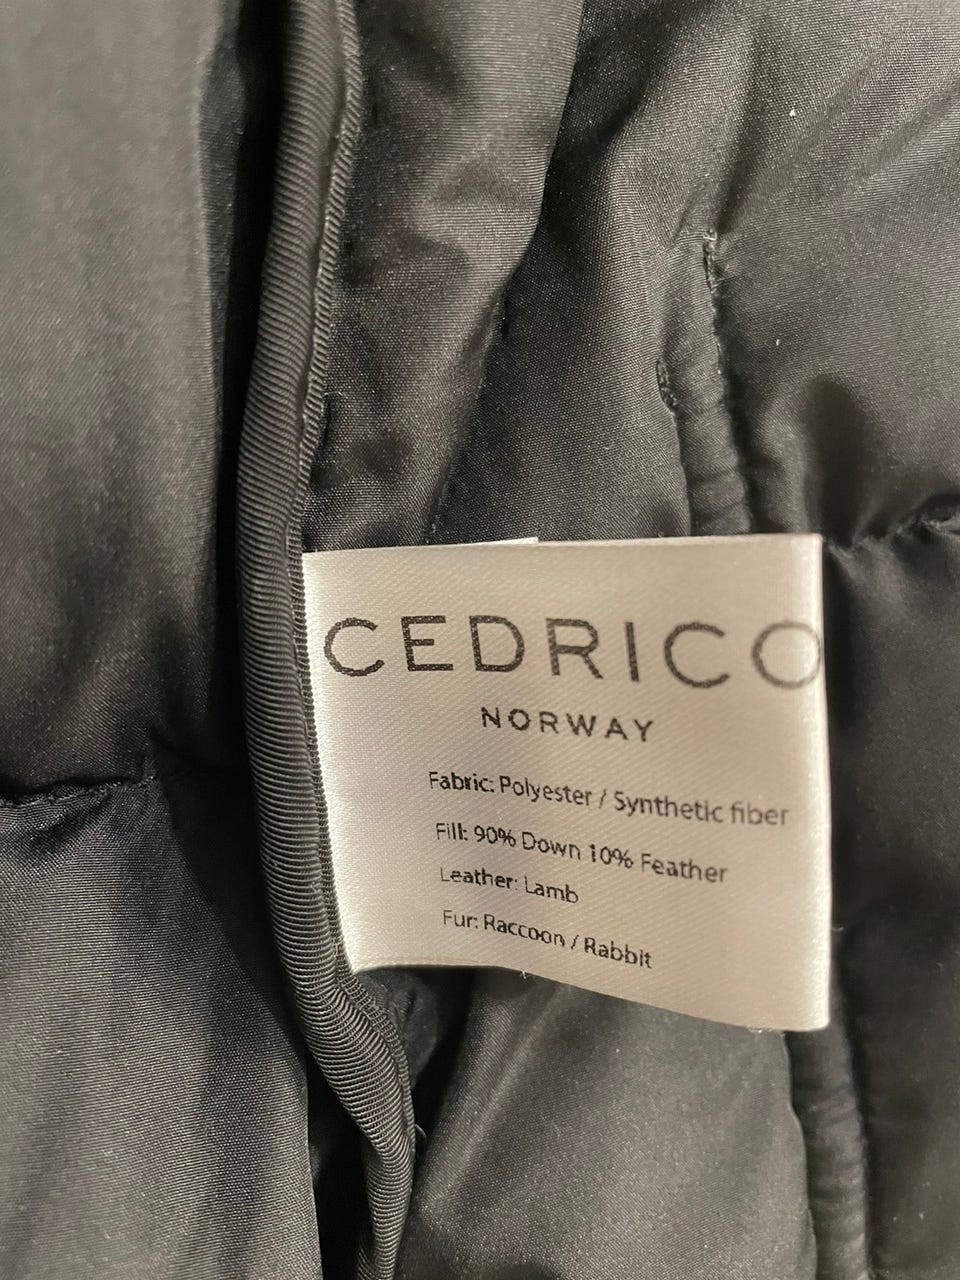 CEDRICO
NORWAY
Fabric: Polyester / Synthetic fiber
Fill: 90% Down 10% Feather
Leather: Lamb
Fur: Raccoon / Rabbit